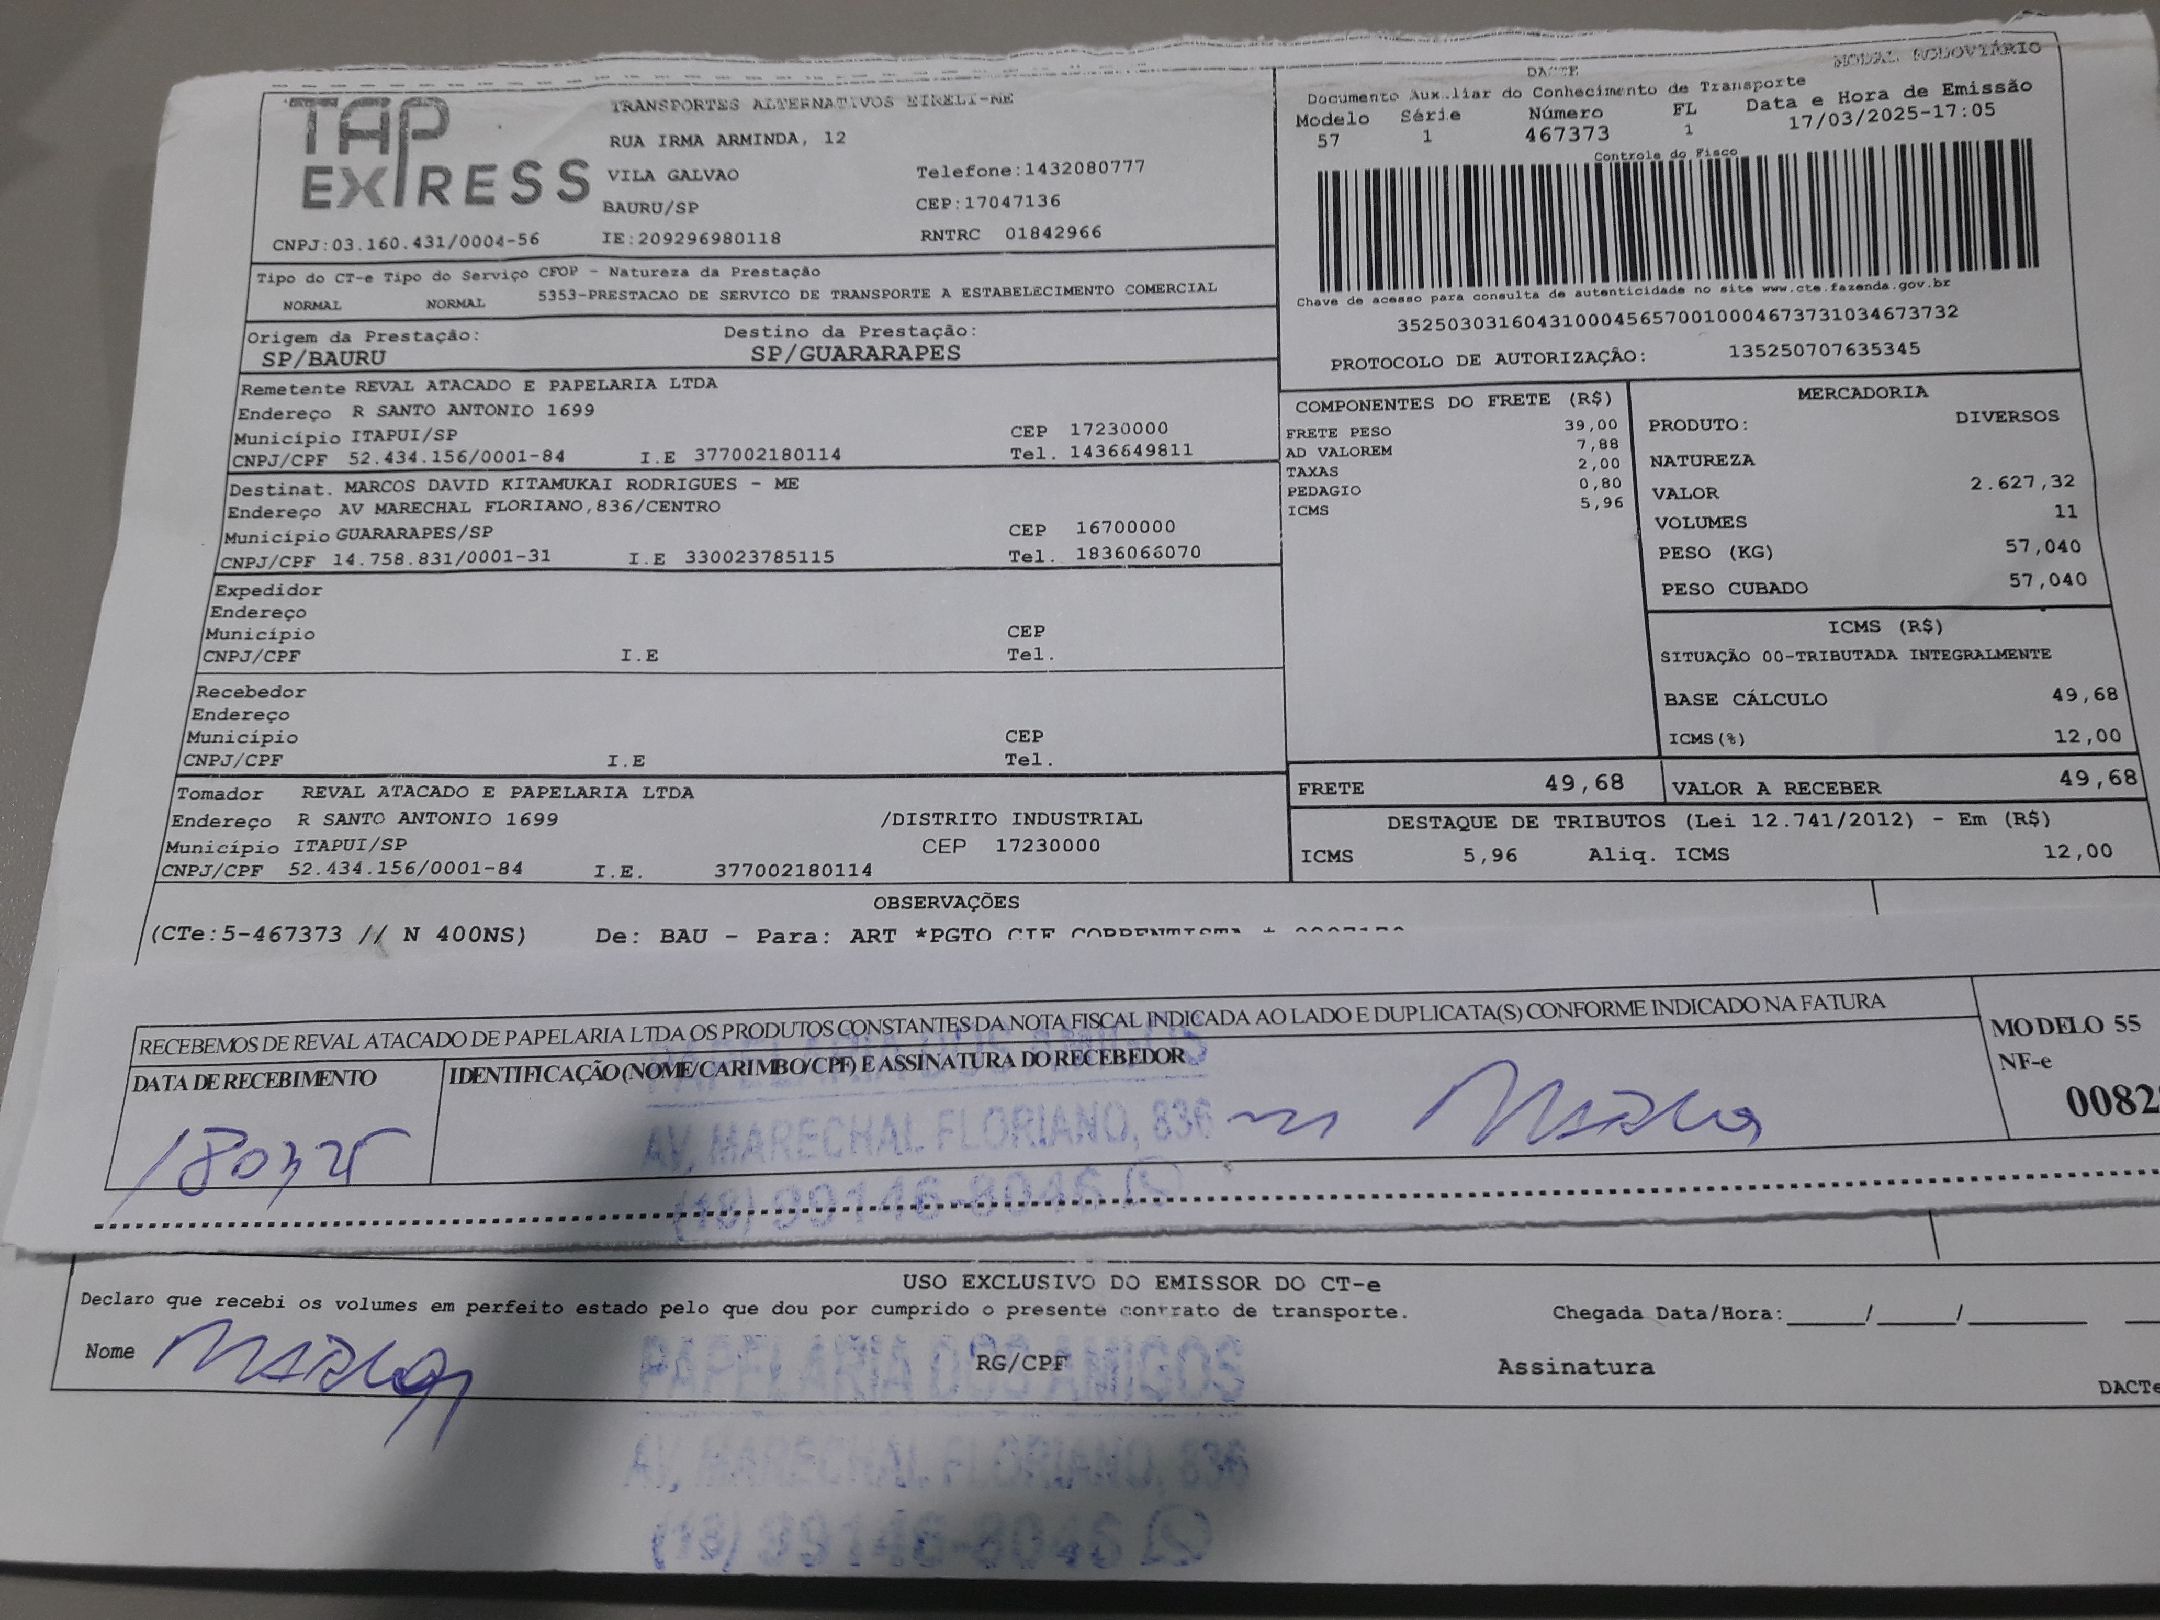 TAP EXPRESS
TRANSPORTES ALTERNATIVOS EIRELI-ME
RUA IRMA ARMINDA, 12
VILA GALVAO Telefone:1432080777
BAURU/SP CEP:17047136
CNPJ:03.160.431/0004-56 IE:209296980118 RNTRC 01842966
Tipo do CT-e Tipo do Serviço CFOP - Natureza da Prestação
NORMAL NORMAL 5353-PRESTACAO DE SERVICO DE TRANSPORTE A ESTABELECIMENTO COMERCIAL
Origem da Prestação: Destino da Prestação:
SP/BAURU SP/GUARARAPES
Remetente REVAL ATACADO E PAPELARIA LTDA
Endereço R SANTO ANTONIO 1699
Município ITAPUI/SP CEP 17230000
CNPJ/CPF 52.434.156/0001-84 I.E 377002180114 Tel. 1436649811
Destinat. MARCOS DAVID KITAMUKAI RODRIGUES - ME
Endereço AV MARECHAL FLORIANO,836/CENTRO
Município GUARARAPES/SP CEP 16700000
CNPJ/CPF 14.758.831/0001-31 I.E 330023785115 Tel. 1836066070
Expedidor
Endereço
Município CEP
CNPJ/CPF I.E Tel.
Recebedor
Endereço
Município CEP
CNPJ/CPF I.E Tel.
Tomador REVAL ATACADO E PAPELARIA LTDA
Endereço R SANTO ANTONIO 1699 /DISTRITO INDUSTRIAL
Município ITAPUI/SP CEP 17230000
CNPJ/CPF 52.434.156/0001-84 I.E. 377002180114
DACTE MODAL RODOVIÁRIO
Documento Auxiliar do Conhecimento de Transporte
Modelo Série Número FL Data e Hora de Emissão
57 1 467373 1 17/03/2025-17:05
Controle do Fisco
Chave de acesso para consulta de autenticidade no site www.cte.fazenda.gov.br
35250303160431000456570010004673731034673732
PROTOCOLO DE AUTORIZAÇÃO: 135250707635345
COMPONENTES DO FRETE (R$)
FRETE PESO 39,00
AD VALOREM 7,88
TAXAS 2,00
PEDAGIO 0,80
ICMS 5,96
MERCADORIA
PRODUTO: DIVERSOS
NATUREZA
VALOR 2.627,32
VOLUMES 11
PESO (KG) 57,040
PESO CUBADO 57,040
ICMS (R$)
SITUAÇÃO 00-TRIBUTADA INTEGRALMENTE
BASE CÁLCULO 49,68
ICMS(%) 12,00
FRETE 49,68 VALOR A RECEBER 49,68
DESTAQUE DE TRIBUTOS (Lei 12.741/2012) - Em (R$)
ICMS 5,96 Aliq. ICMS 12,00
OBSERVAÇÕES
(CTe:5-467373 // N 400NS) De: BAU - Para: ART *PGTO CIF CORRENTISTA *
RECEBEMOS DE REVAL ATACADO DE PAPELARIA LTDA OS PRODUTOS CONSTANTES DA NOTA FISCAL INDICADA AO LADO E DUPLICATA(S) CONFORME INDICADO NA FATURA
DATA DE RECEBIMENTO IDENTIFICAÇÃO (NOME/CARIMBO/CPF) E ASSINATURA DO RECEBEDOR
MODELO 55
NF-e
0082
180325
PAPELARIA DOS AMIGOS
AV. MARECHAL FLORIANO, 836
(18) 99146-8046
USO EXCLUSIVO DO EMISSOR DO CT-e
Declaro que recebi os volumes em perfeito estado pelo que dou por cumprido o presente contrato de transporte. Chegada Data/Hora:____/____/______
Nome RG/CPF Assinatura
DACTe
PAPELARIA DOS AMIGOS
AV. MARECHAL FLORIANO, 836
(18) 99146-8046